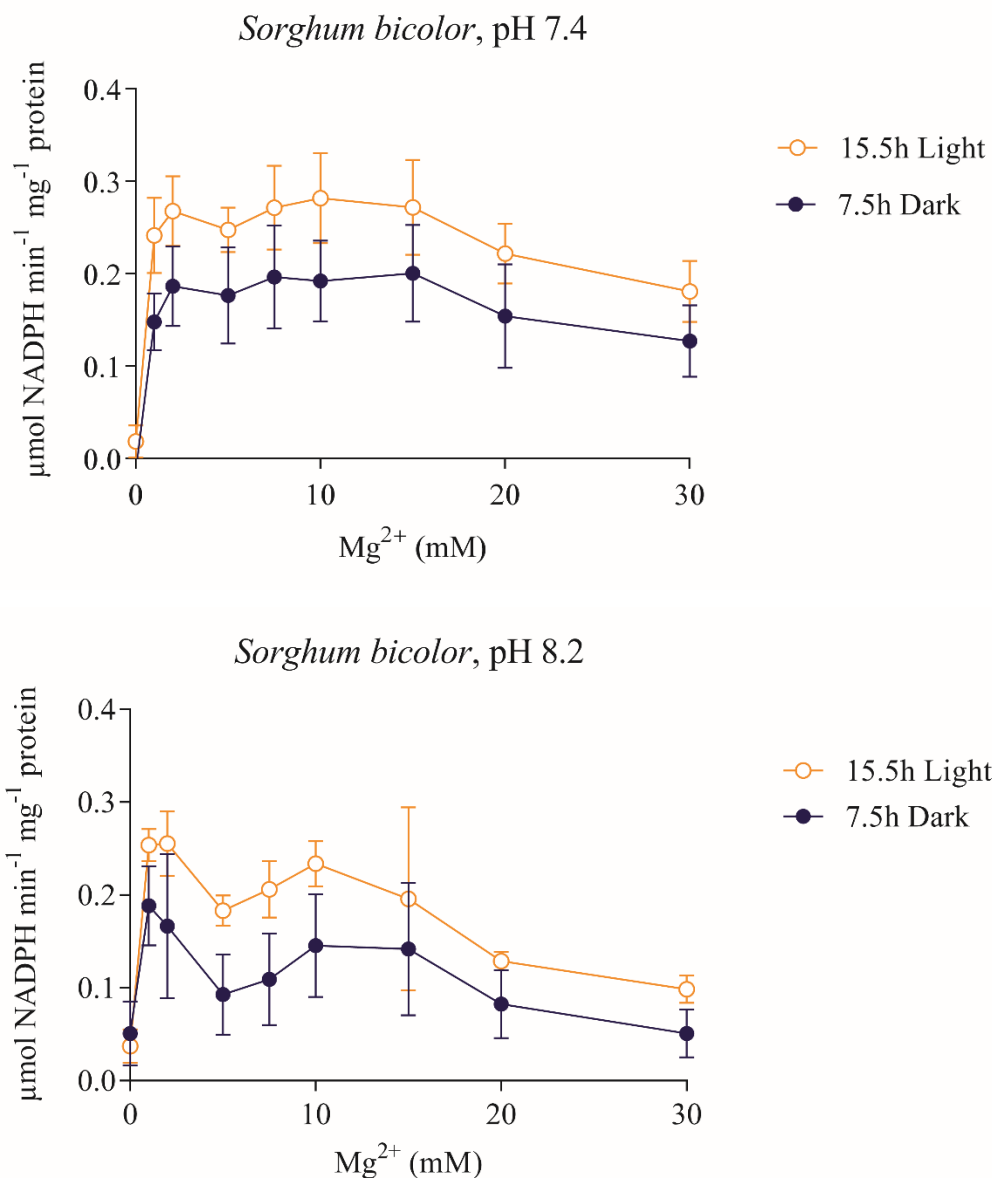 Sorghum bicolor, pH 7.4
µmol NADPH min⁻¹ mg⁻¹ protein
0.4
0.3
0.2
0.1
0.0
0
10
20
30
Mg²⁺ (mM)
15.5h Light
7.5h Dark
Sorghum bicolor, pH 8.2
µmol NADPH min⁻¹ mg⁻¹ protein
0.4
0.3
0.2
0.1
0.0
0
10
20
30
Mg²⁺ (mM)
15.5h Light
7.5h Dark